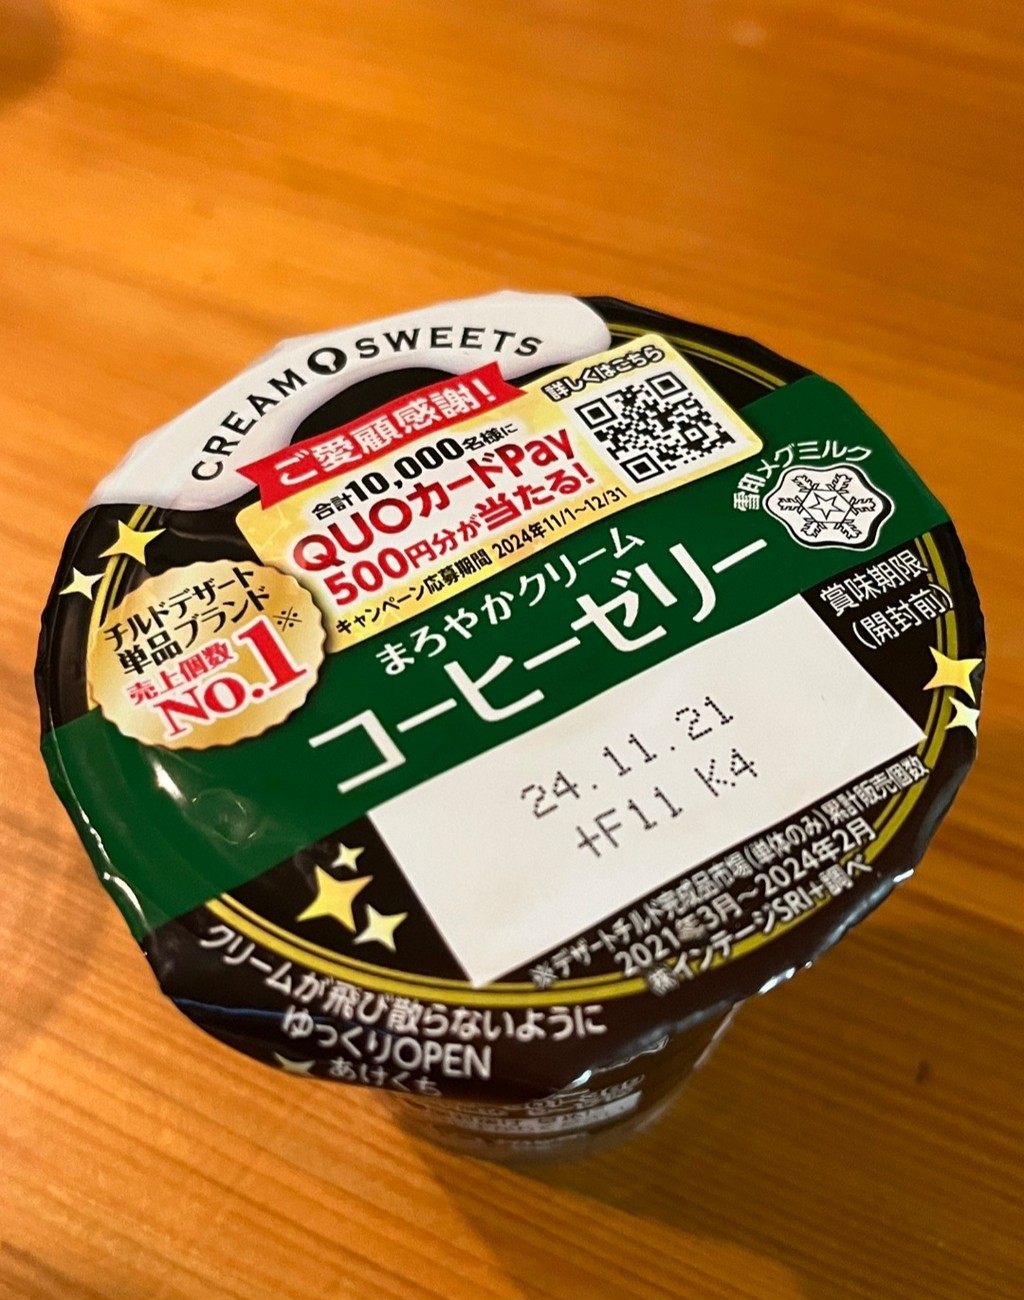 CREAM SWEETS
ご愛顧感謝!
詳しくはこちら
合計10,000名様に
QUOカードPay
500円分が当たる!
キャンペーン応募期間 2024年11/1~12/31
雪印メグミルク
チルドデザート
単品ブランド※
売上個数
No.1
まろやかクリーム
コーヒーゼリー
賞味期限
(開封前)
24.11.21
+F11 K4
※デザートチルド完成品市場(単体のみ)累計販売個数
2021年3月~2024年2月
㈱インテージSRI+調べ
クリームが飛び散らないように
ゆっくりOPEN
あけくち